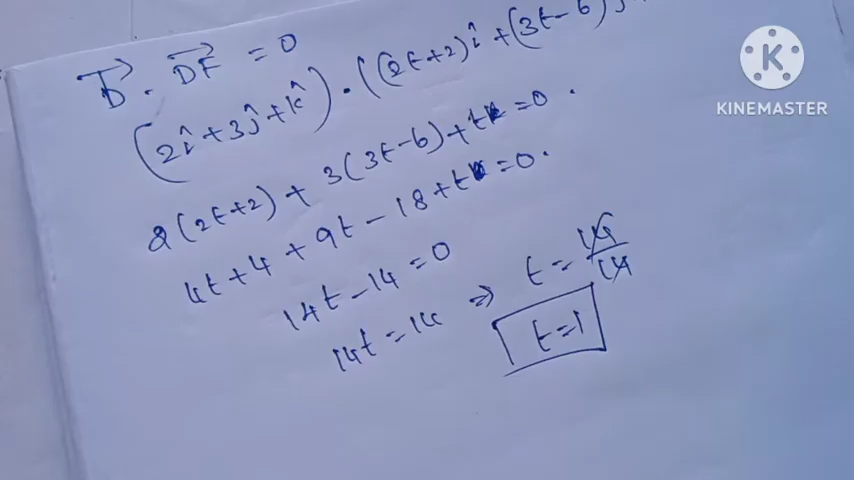 D⃗ . DF⃗ = 0
(2î + 3ĵ + k̂) . ((2t+2)î + (3t-6)ĵ
2(2t+2) + 3(3t-6) + t = 0 .
4t + 4 + 9t - 18 + t = 0 .
14t - 14 = 0
14t = 14 ⇒ t = 14/14
t = 1
KINEMASTER